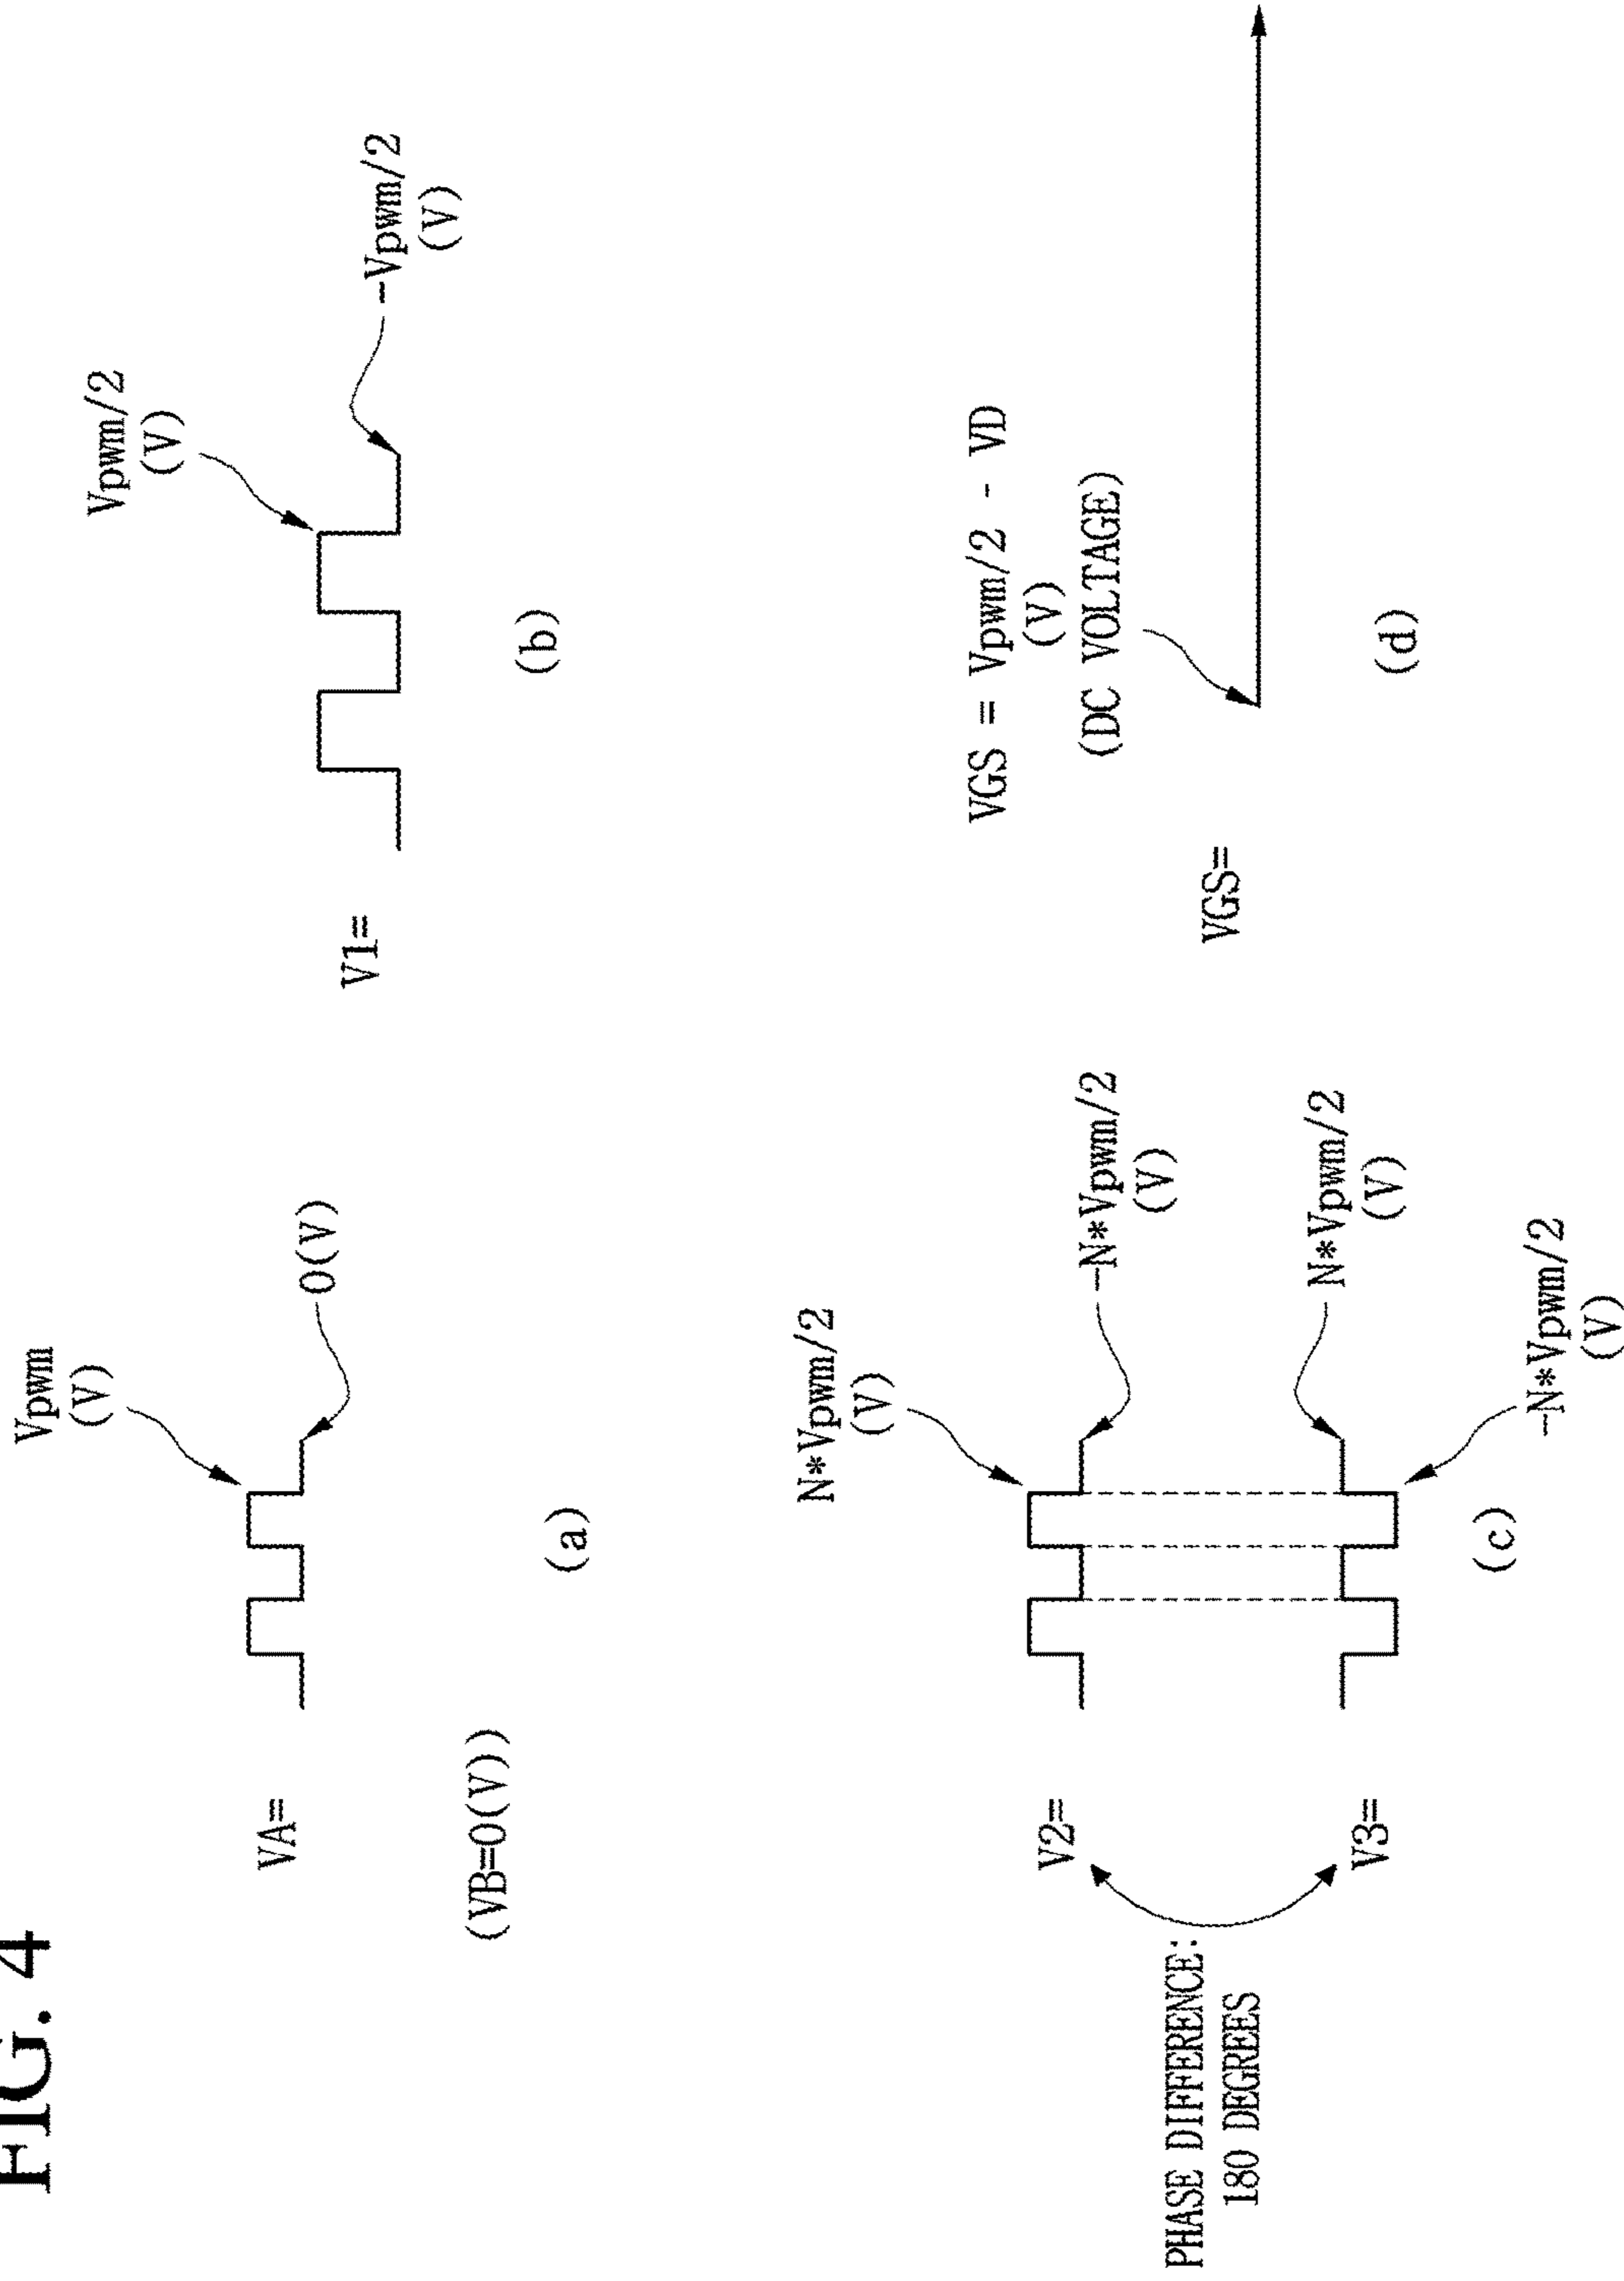 FIG. 4
Vpwm
(V)
VA=
0(V)
(VB=0(V))
(a)
Vpwm/2
(V)
V1=
-Vpwm/2
(V)
(b)
N*Vpwm/2
(V)
V2=
-N*Vpwm/2
(V)
PHASE DIFFERENCE:
180 DEGREES
N*Vpwm/2
(V)
V3=
-N*Vpwm/2
(V)
(c)
VGS = Vpwm/2 - VD
(V)
(DC VOLTAGE)
VGS=
(d)